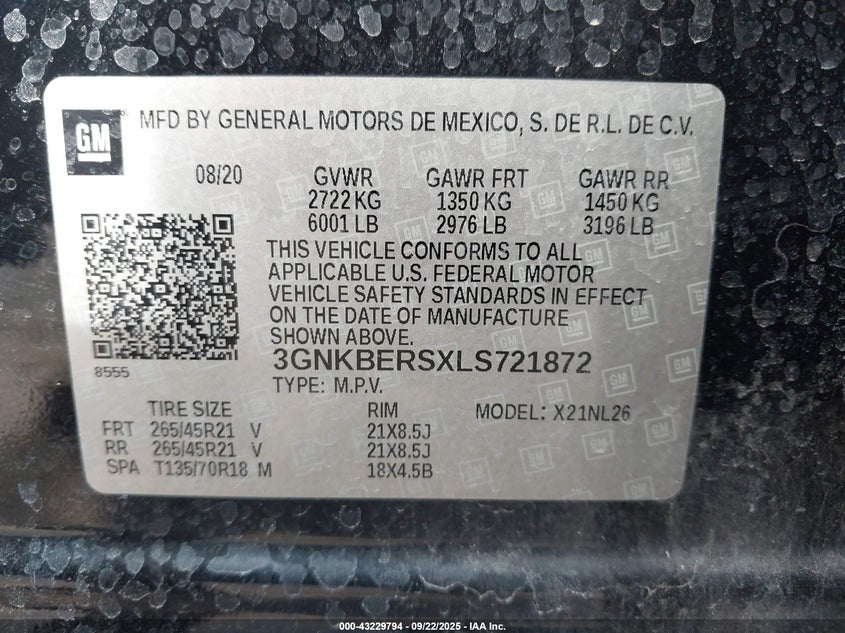 GM
MFD BY GENERAL MOTORS DE MEXICO, S. DE R.L. DE C.V.
08/20 GVWR GAWR FRT GAWR RR
2722 KG 1350 KG 1450 KG
6001 LB 2976 LB 3196 LB
THIS VEHICLE CONFORMS TO ALL
APPLICABLE U.S. FEDERAL MOTOR
VEHICLE SAFETY STANDARDS IN EFFECT
ON THE DATE OF MANUFACTURE
SHOWN ABOVE.
8555
3GNKBERSXLS721872
TYPE: M.P.V.
TIRE SIZE RIM MODEL: X21NL26
FRT 265/45R21 V 21X8.5J
RR 265/45R21 V 21X8.5J
SPA T135/70R18 M 18X4.5B
000-43229794 - 09/22/2025 - IAA Inc.